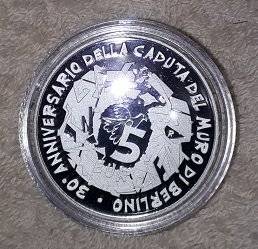 30° ANNIVERSARIO DELLA CADUTA DEL MURO DI BERLINO •
5
R